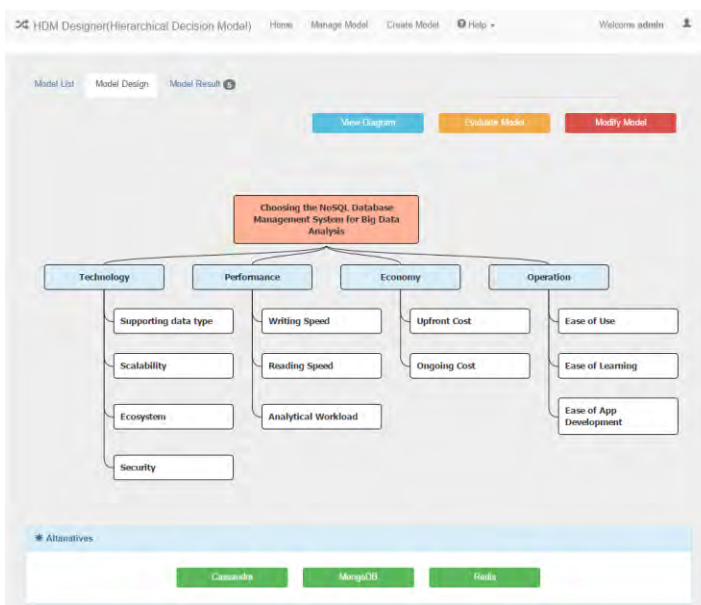 HDM Designer(Hierarchical Decision Model) Home Manage Model Create Model Help Welcome admin
Model List Model Design Model Result 5
View Diagram Evaluate Model Modify Model
Choosing the NoSQL Database
Management System for Big Data
Analysis
Technology Performance Economy Operation
Supporting data type Writing Speed Upfront Cost Ease of Use
Scalability Reading Speed Ongoing Cost Ease of Learning
Ecosystem Analytical Workload Ease of App
Development
Security
Altanatives
Cassandra MongoDB Redis